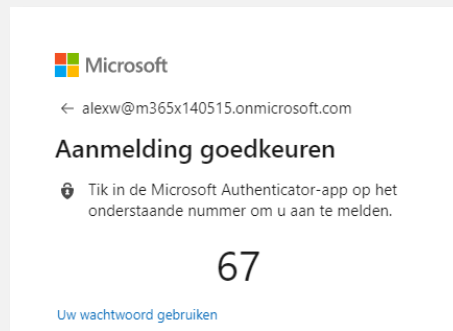 Microsoft
← alexw@m365x140515.onmicrosoft.com
Aanmelding goedkeuren
Tik in de Microsoft Authenticator-app op het
onderstaande nummer om u aan te melden.
67
Uw wachtwoord gebruiken